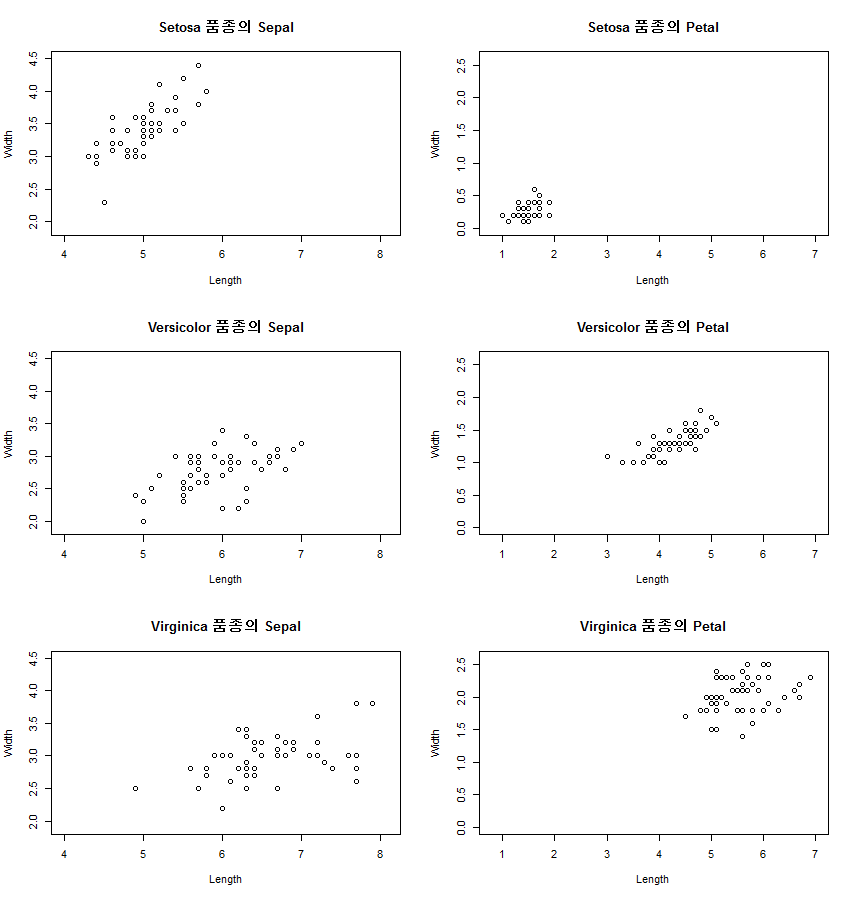 Setosa 품종의 Sepal
Width
2.0 2.5 3.0 3.5 4.0 4.5
4 5 6 7 8
Length
Setosa 품종의 Petal
Width
0.0 0.5 1.0 1.5 2.0 2.5
1 2 3 4 5 6 7
Length
Versicolor 품종의 Sepal
Width
2.0 2.5 3.0 3.5 4.0 4.5
4 5 6 7 8
Length
Versicolor 품종의 Petal
Width
0.0 0.5 1.0 1.5 2.0 2.5
1 2 3 4 5 6 7
Length
Virginica 품종의 Sepal
Width
2.0 2.5 3.0 3.5 4.0 4.5
4 5 6 7 8
Length
Virginica 품종의 Petal
Width
0.0 0.5 1.0 1.5 2.0 2.5
1 2 3 4 5 6 7
Length